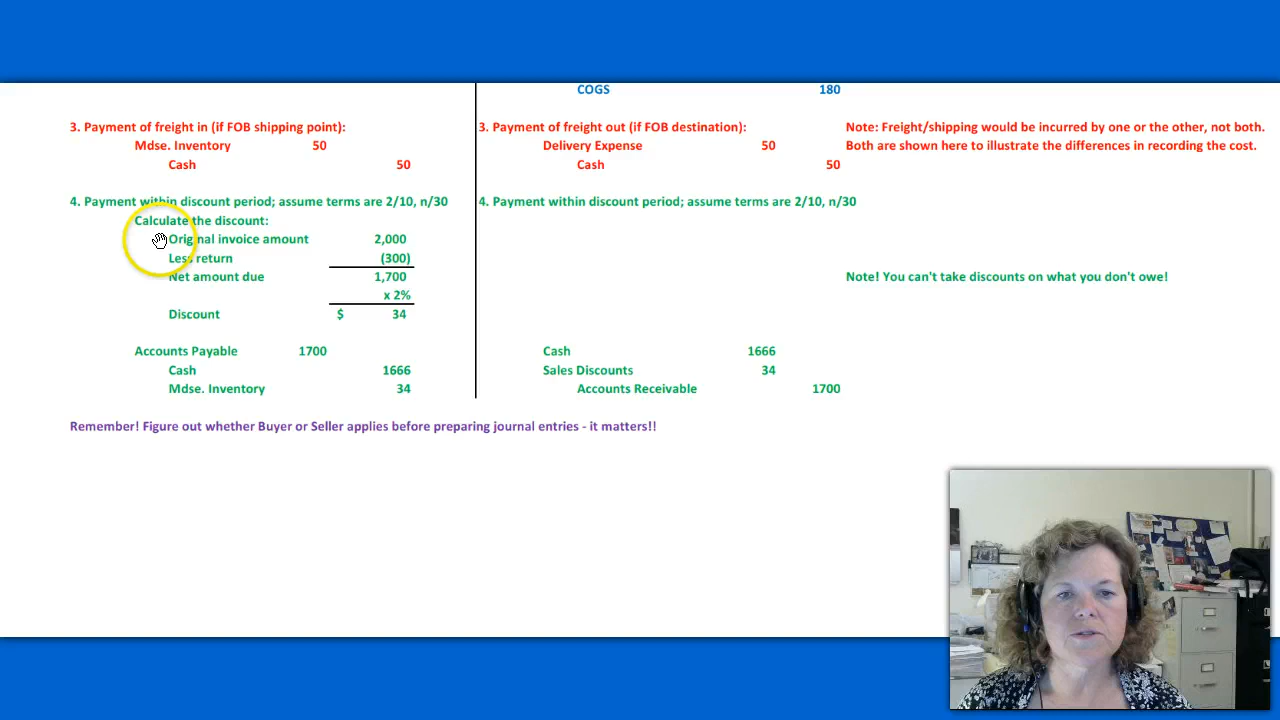 COGS 180
3. Payment of freight in (if FOB shipping point):
Mdse. Inventory 50
Cash 50
3. Payment of freight out (if FOB destination):
Delivery Expense 50
Cash 50
Note: Freight/shipping would be incurred by one or the other, not both.
Both are shown here to illustrate the differences in recording the cost.
4. Payment within discount period; assume terms are 2/10, n/30
Calculate the discount:
Original invoice amount 2,000
Less return (300)
Net amount due 1,700
x 2%
Discount $ 34
Accounts Payable 1700
Cash 1666
Mdse. Inventory 34
4. Payment within discount period; assume terms are 2/10, n/30
Note! You can't take discounts on what you don't owe!
Cash 1666
Sales Discounts 34
Accounts Receivable 1700
Remember! Figure out whether Buyer or Seller applies before preparing journal entries - it matters!!